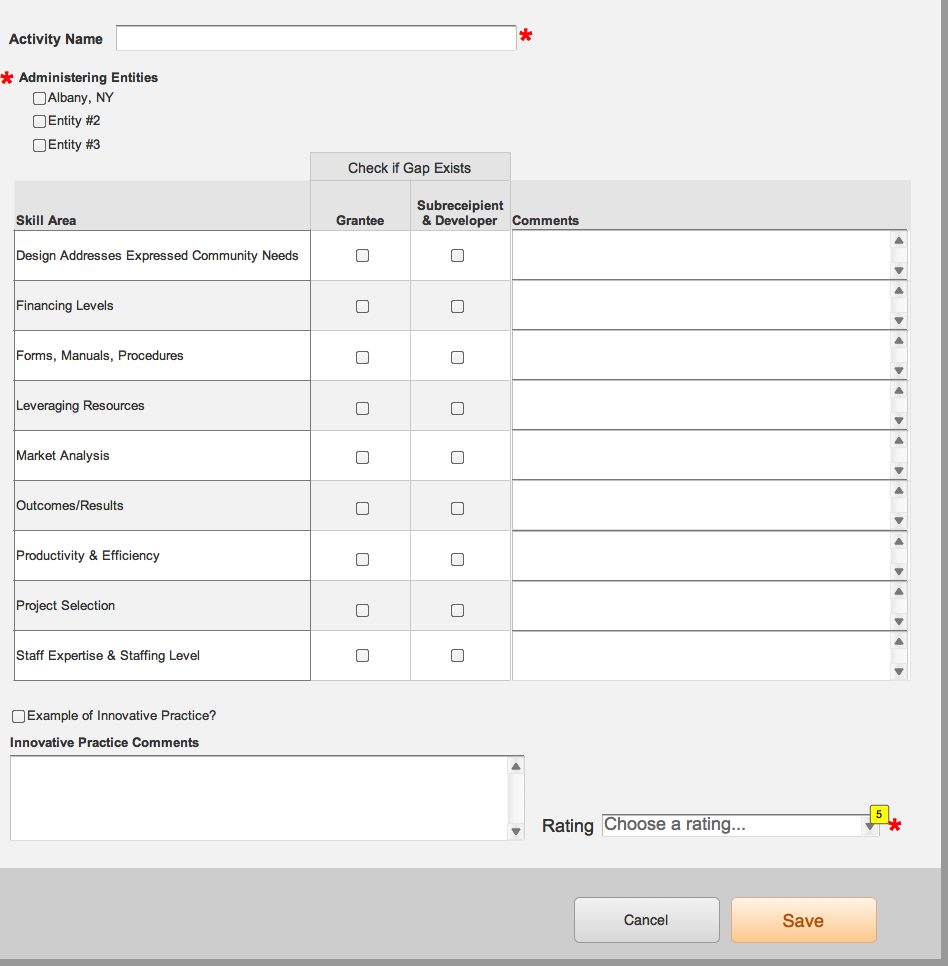 Activity Name *
* Administering Entities
Albany, NY
Entity #2
Entity #3
Check if Gap Exists
Skill Area Grantee Subreceipient & Developer Comments
Design Addresses Expressed Community Needs
Financing Levels
Forms, Manuals, Procedures
Leveraging Resources
Market Analysis
Outcomes/Results
Productivity & Efficiency
Project Selection
Staff Expertise & Staffing Level
Example of Innovative Practice?
Innovative Practice Comments
Rating Choose a rating... 5 *
Cancel Save